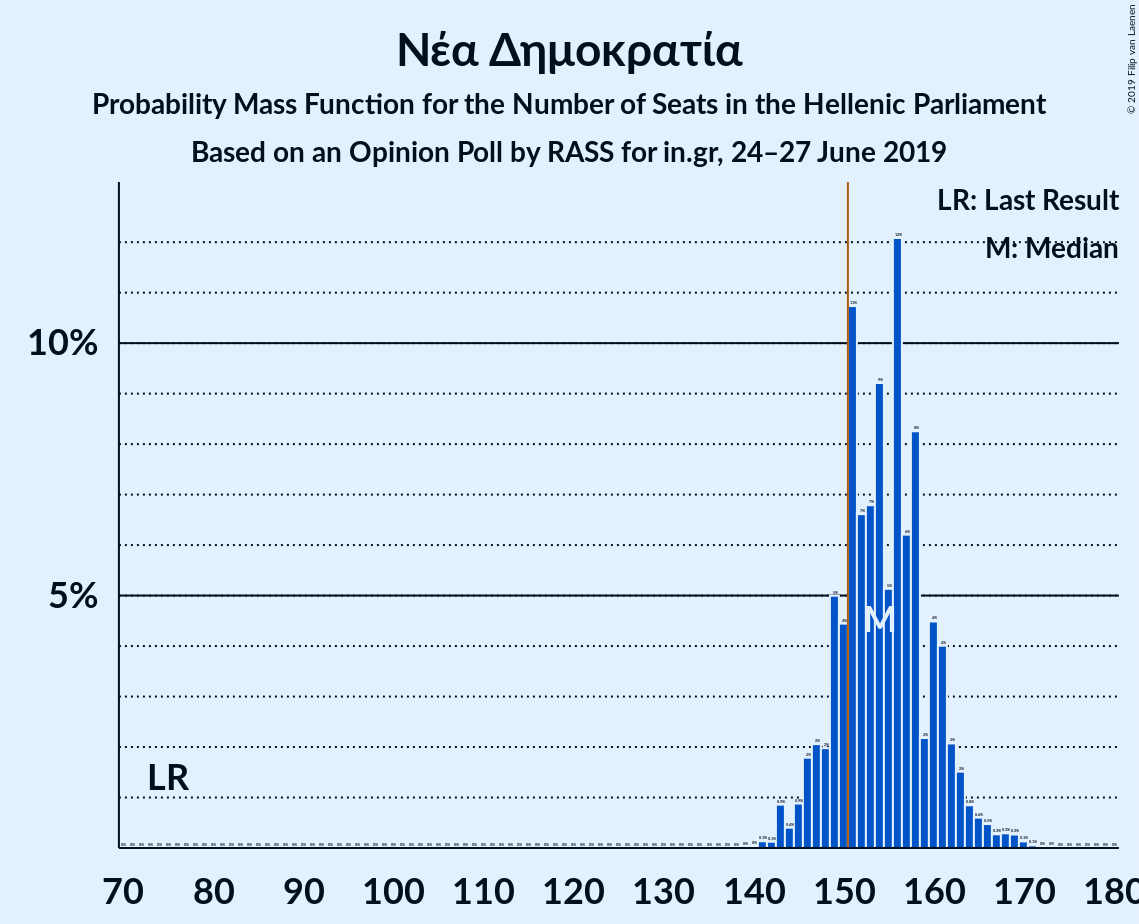 Νέα Δημοκρατία
Probability Mass Function for the Number of Seats in the Hellenic Parliament
Based on an Opinion Poll by RASS for in.gr, 24–27 June 2019
© 2019 Filip van Laenen
LR: Last Result
M: Median
10%
5%
M
LR
70 80 90 100 110 120 130 140 150 160 170 180